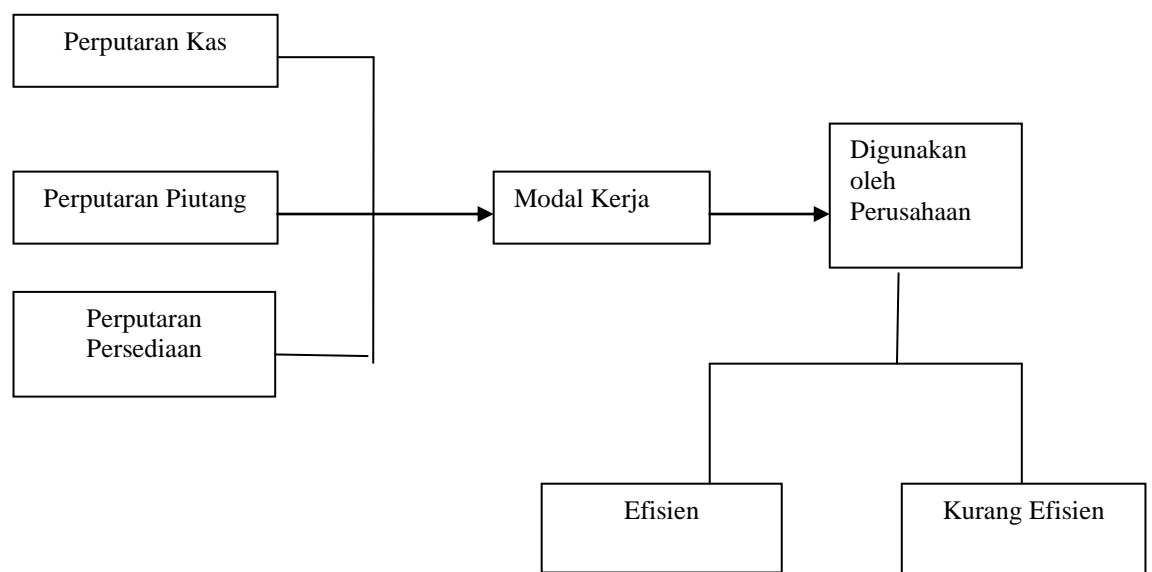 Perputaran Kas
Perputaran Piutang
Perputaran
Persediaan
Modal Kerja
Digunakan
oleh
Perusahaan
Efisien
Kurang Efisien